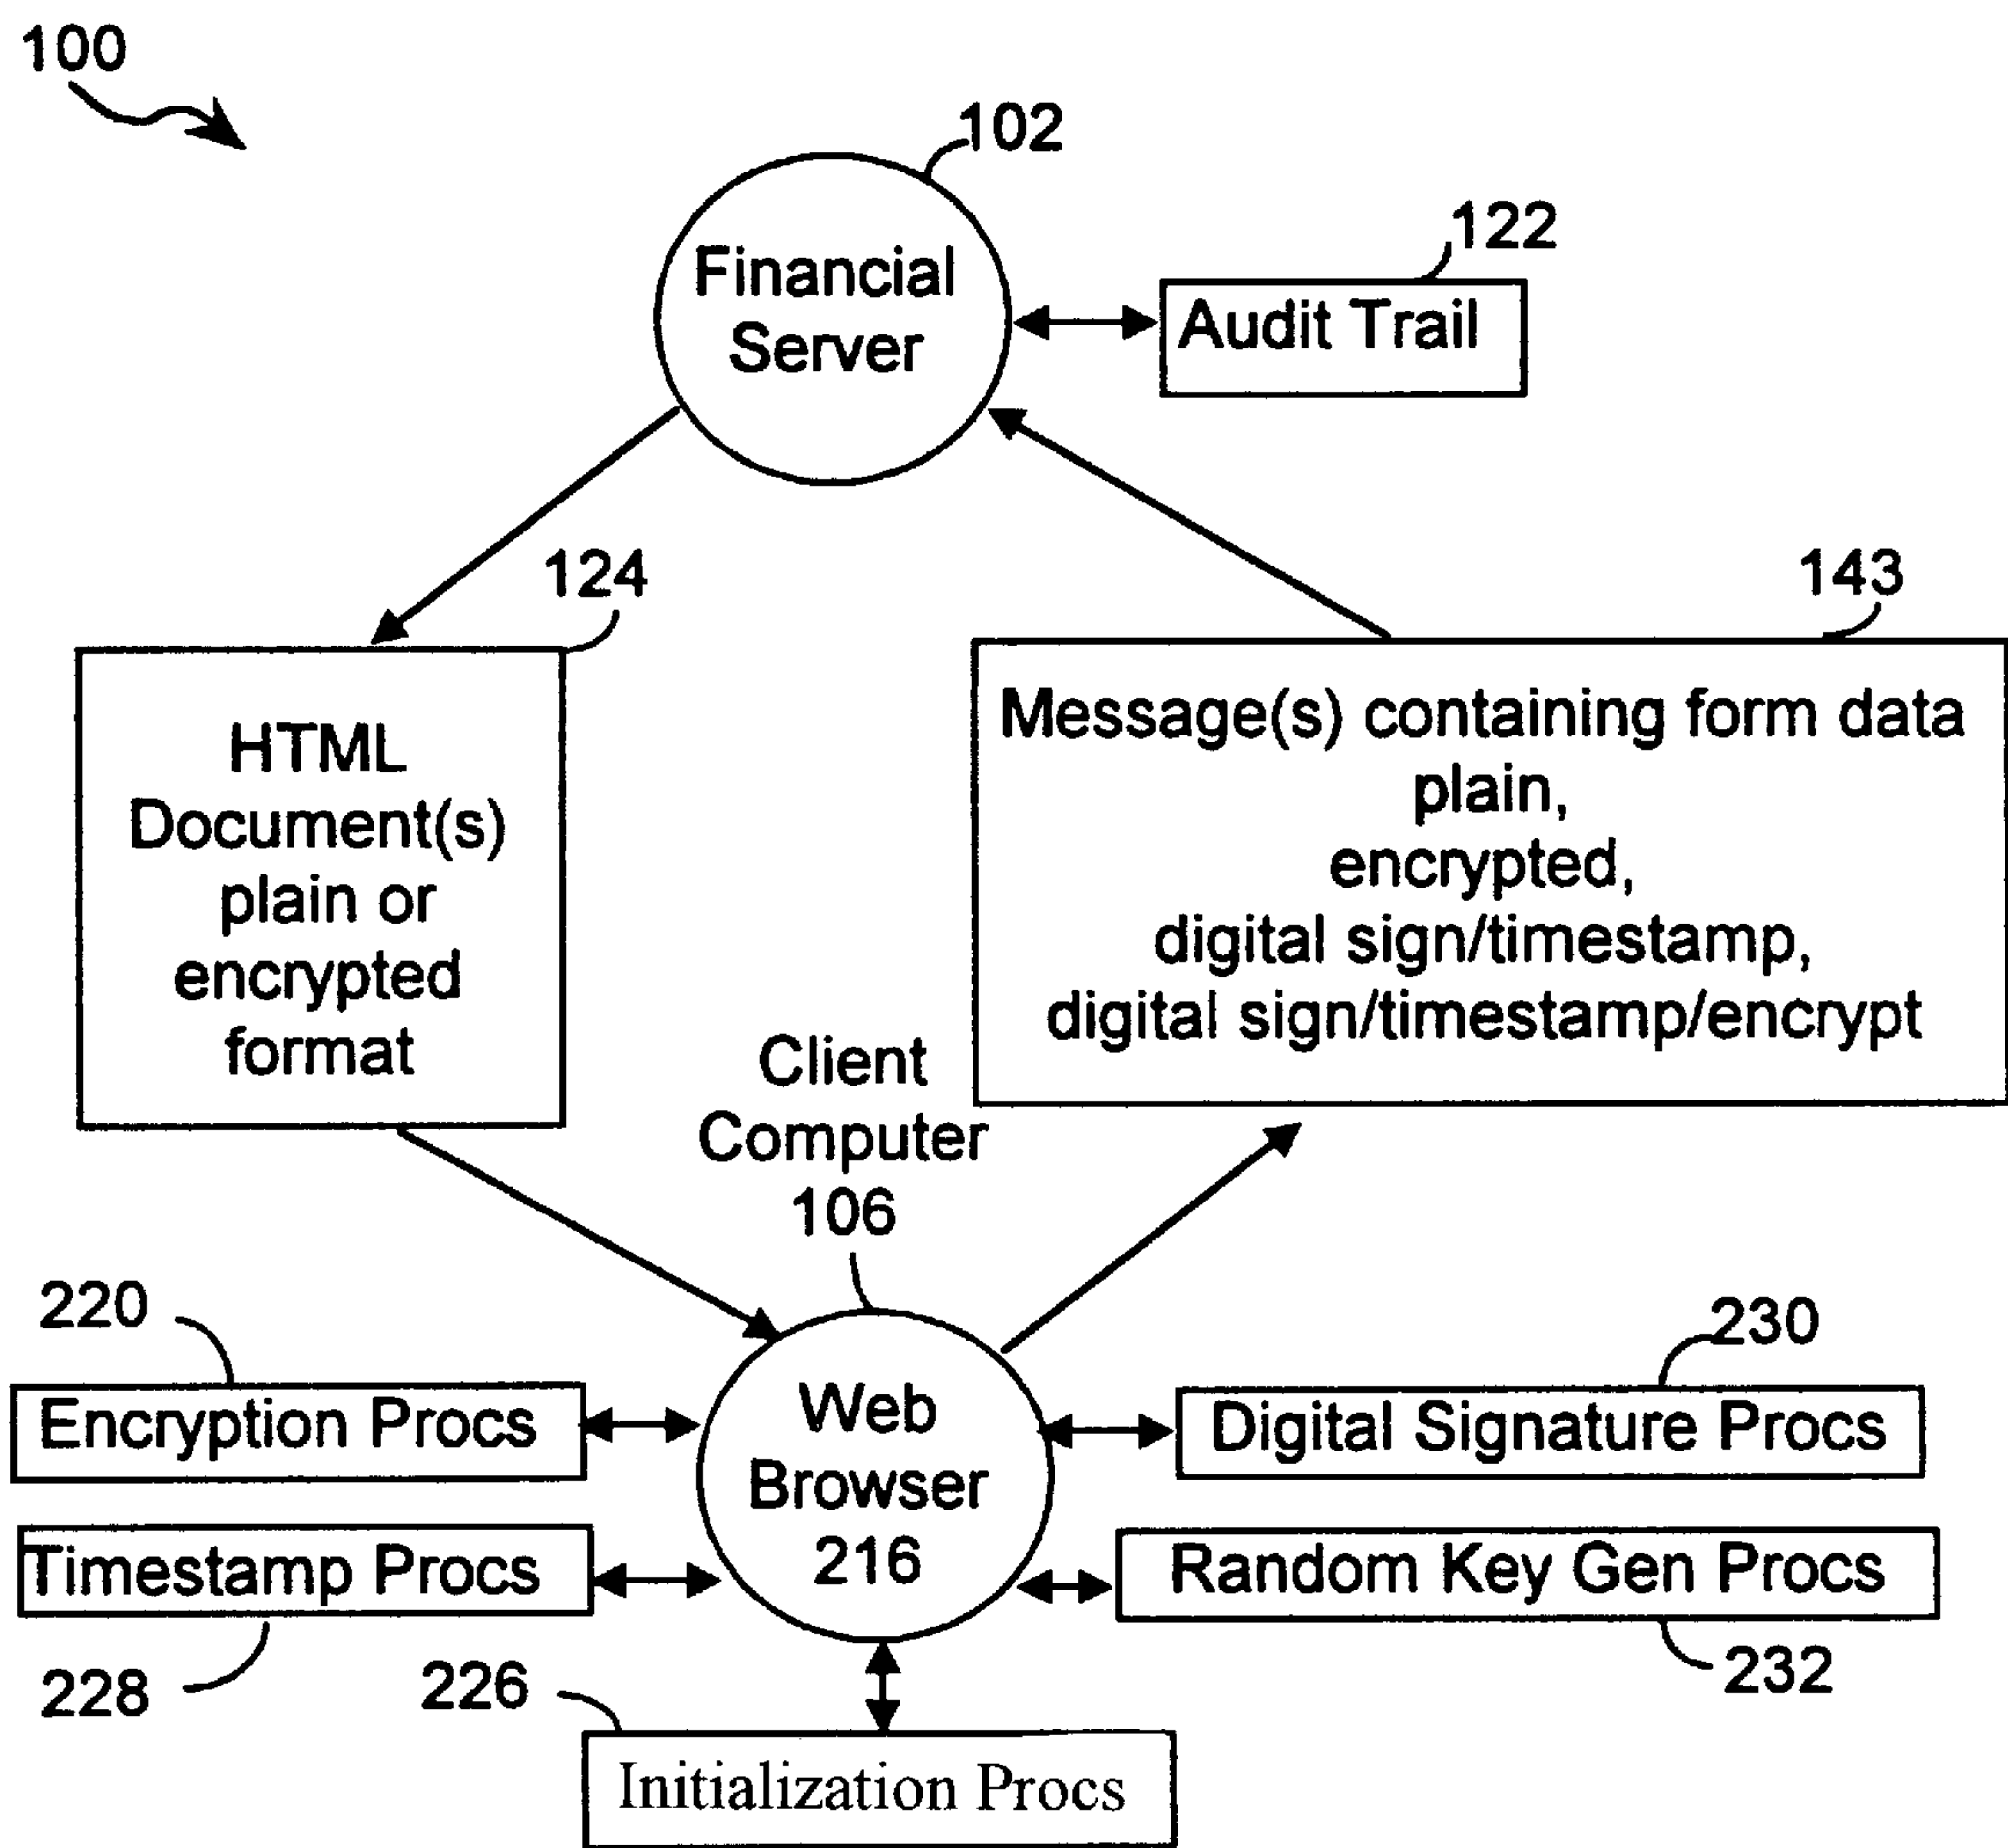 100
102
Financial
Server
122
Audit Trail
124
HTML
Document(s)
plain or
encrypted
format
143
Message(s) containing form data
plain,
encrypted,
digital sign/timestamp,
digital sign/timestamp/encrypt
Client
Computer
106
220
Encryption Procs
Web
Browser
216
230
Digital Signature Procs
Timestamp Procs
228
Random Key Gen Procs
232
226
Initialization Procs